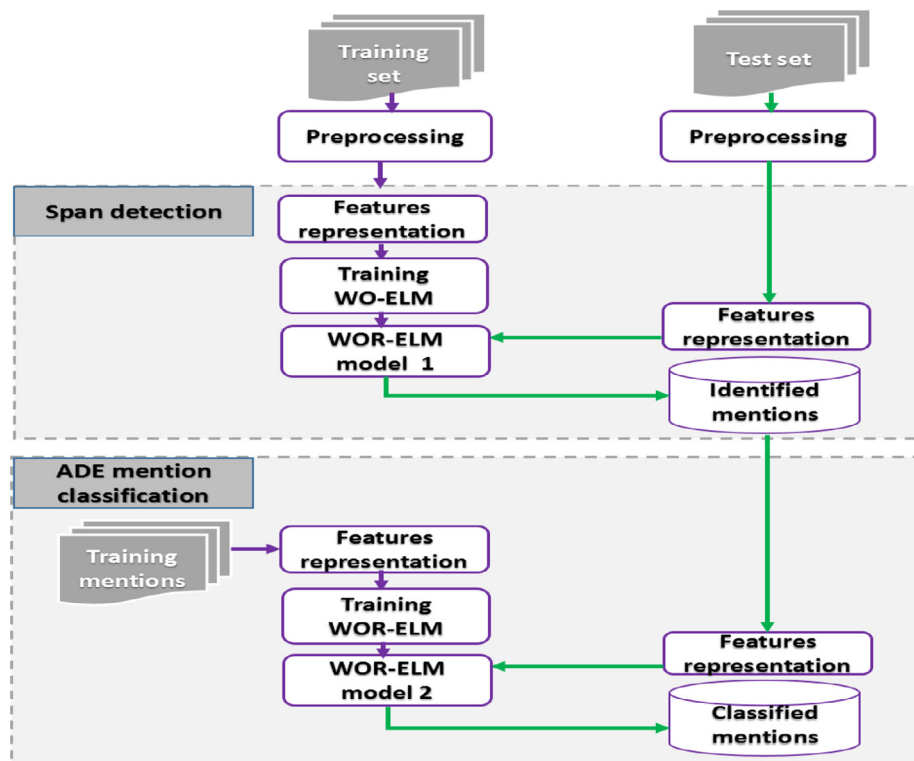 Training
set
Test set
Preprocessing
Preprocessing
Span detection
Features
representation
Training
WO-ELM
Features
representation
WOR-ELM
model 1
Identified
mentions
ADE mention
classification
Training
mentions
Features
representation
Training
WOR-ELM
Features
representation
WOR-ELM
model 2
Classified
mentions